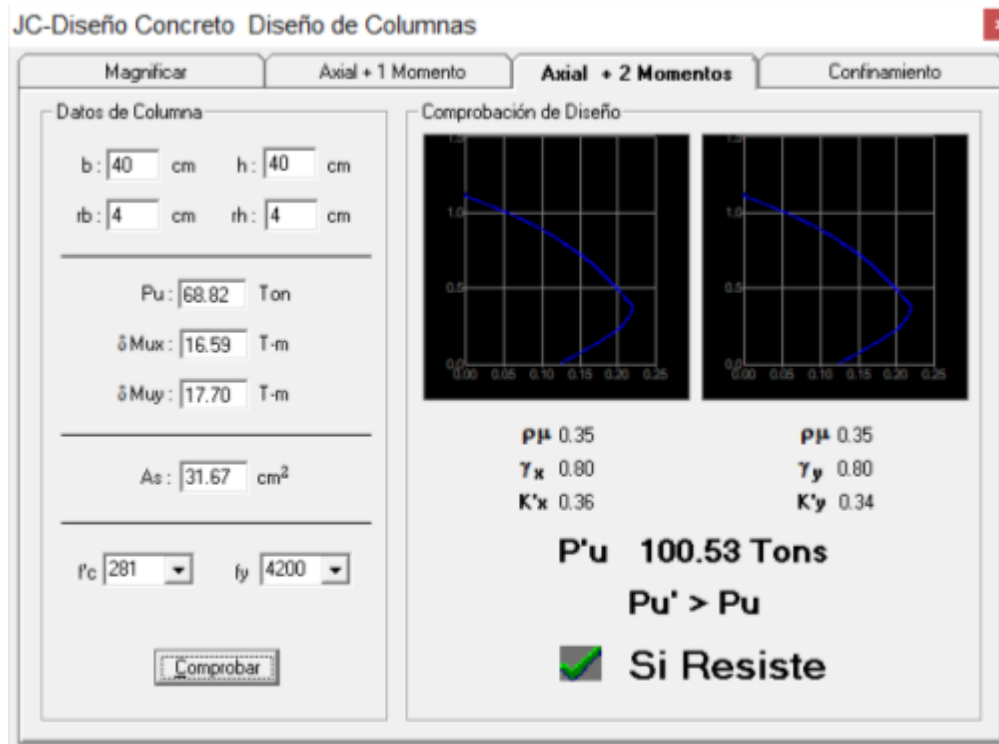 JC-Diseño Concreto Diseño de Columnas
x
Magnificar
Axial + 1 Momento
Axial + 2 Momentos
Confinamiento
Datos de Columna
b : 40 cm h : 40 cm
rb : 4 cm rh : 4 cm
Pu : 68.82 Ton
δMux : 16.59 T-m
δMuy : 17.70 T-m
As : 31.67 cm²
f'c 281 fy 4200
Comprobar
Comprobación de Diseño
1.5
1.0
0.5
0.0
0.00 0.05 0.10 0.15 0.20 0.25
1.5
1.0
0.5
0.0
0.00 0.05 0.10 0.15 0.20 0.25
ρμ 0.35
γx 0.80
K'x 0.36
ρμ 0.35
γy 0.80
K'y 0.34
P'u 100.53 Tons
Pu' > Pu
Si Resiste